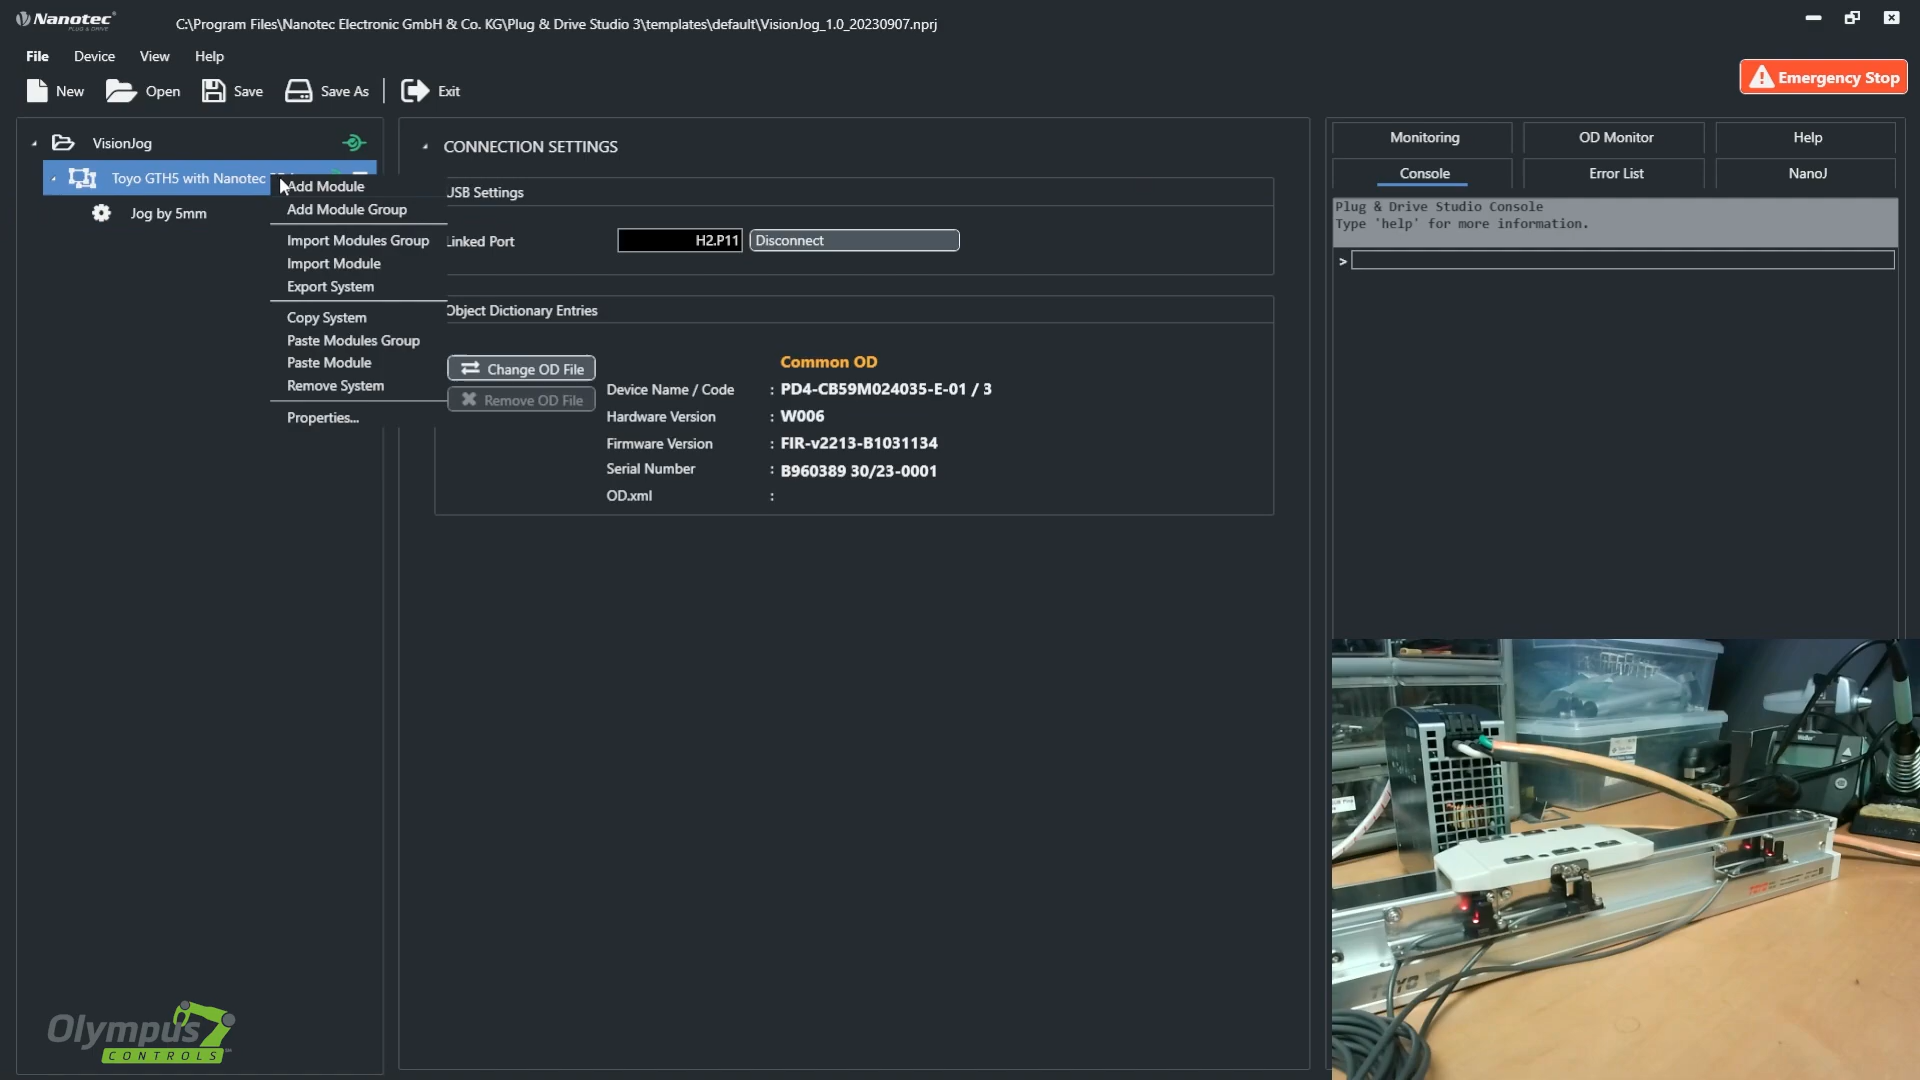 Nanotec
PLUG & DRIVE
C:\Program Files\Nanotec Electronic GmbH & Co. KG\Plug & Drive Studio 3\templates\default\VisionJog_1.0_20230907.nprj
File Device View Help
New Open Save Save As Exit
Emergency Stop
VisionJog
Toyo GTH5 with Nanotec
Jog by 5mm
Add Module
Add Module Group
Import Modules Group
Import Module
Export System
Copy System
Paste Modules Group
Paste Module
Remove System
Properties...
CONNECTION SETTINGS
USB Settings
Linked Port H2.P11 Disconnect
Object Dictionary Entries
Change OD File
Remove OD File
Common OD
Device Name / Code : PD4-CB59M024035-E-01 / 3
Hardware Version : W006
Firmware Version : FIR-v2213-B1031134
Serial Number : B960389 30/23-0001
OD.xml :
Monitoring OD Monitor Help
Console Error List NanoJ
Plug & Drive Studio Console
Type 'help' for more information.
>
TOYO
Olympus
CONTROLS